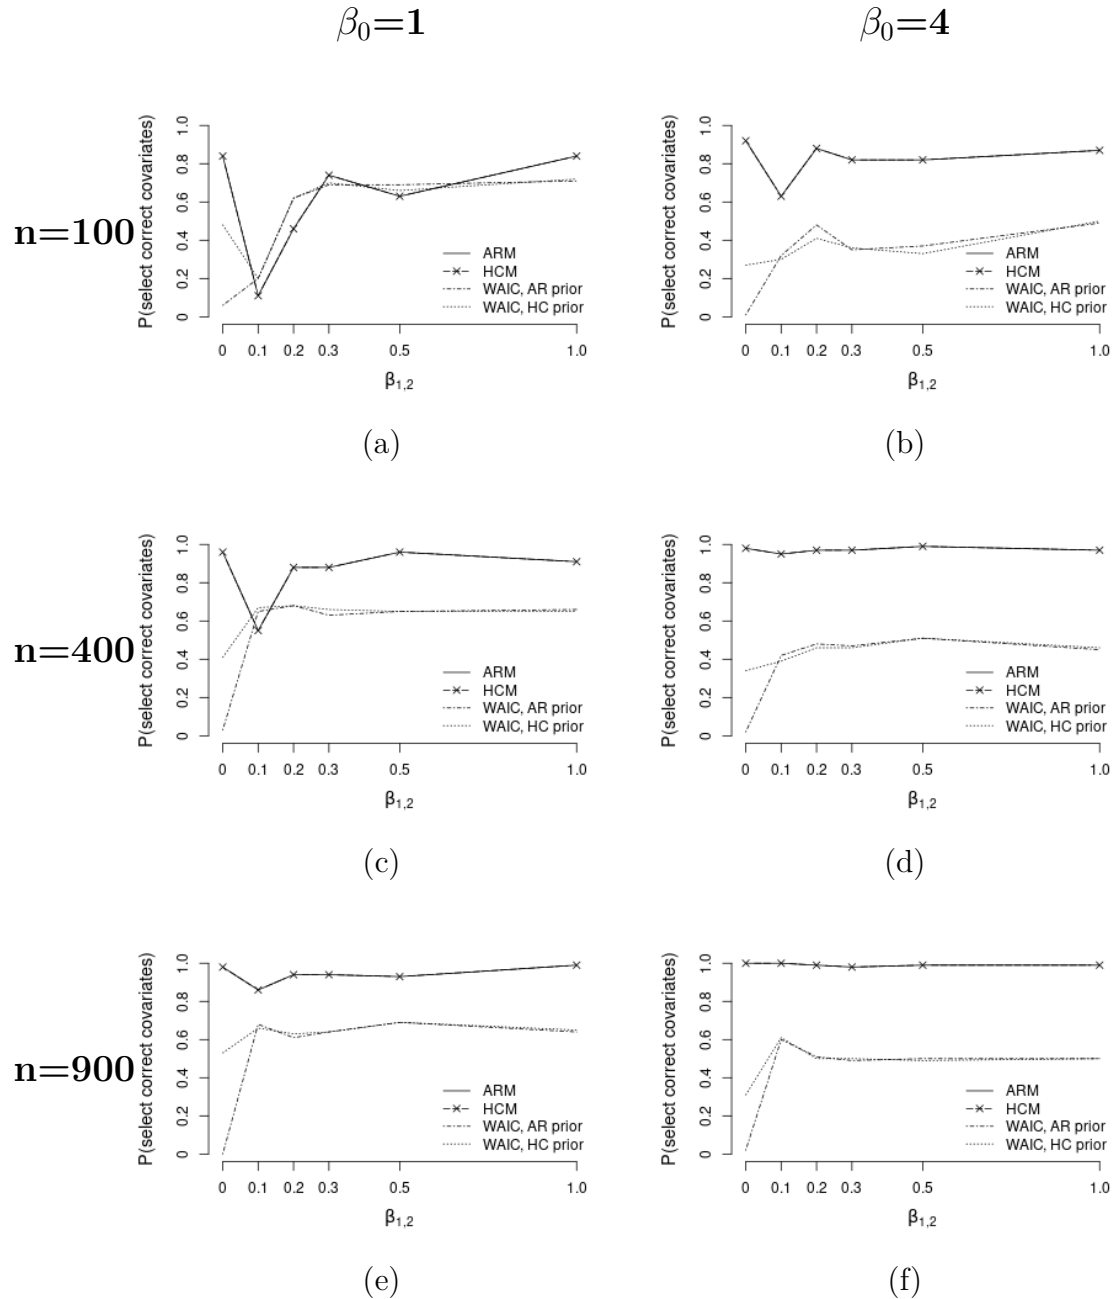 β₀=1 β₀=4
n=100
P(select correct covariates)
1.0
0.8
0.6
0.4
0.2
0
ARM
HCM
WAIC, AR prior
WAIC, HC prior
0 0.1 0.2 0.3 0.5 1.0
β₁,₂
(a)
P(select correct covariates)
1.0
0.8
0.6
0.4
0.2
0
ARM
HCM
WAIC, AR prior
WAIC, HC prior
0 0.1 0.2 0.3 0.5 1.0
β₁,₂
(b)
n=400
P(select correct covariates)
1.0
0.8
0.6
0.4
0.2
0
ARM
HCM
WAIC, AR prior
WAIC, HC prior
0 0.1 0.2 0.3 0.5 1.0
β₁,₂
(c)
P(select correct covariates)
1.0
0.8
0.6
0.4
0.2
0
ARM
HCM
WAIC, AR prior
WAIC, HC prior
0 0.1 0.2 0.3 0.5 1.0
β₁,₂
(d)
n=900
P(select correct covariates)
1.0
0.8
0.6
0.4
0.2
0
ARM
HCM
WAIC, AR prior
WAIC, HC prior
0 0.1 0.2 0.3 0.5 1.0
β₁,₂
(e)
P(select correct covariates)
1.0
0.8
0.6
0.4
0.2
0
ARM
HCM
WAIC, AR prior
WAIC, HC prior
0 0.1 0.2 0.3 0.5 1.0
β₁,₂
(f)